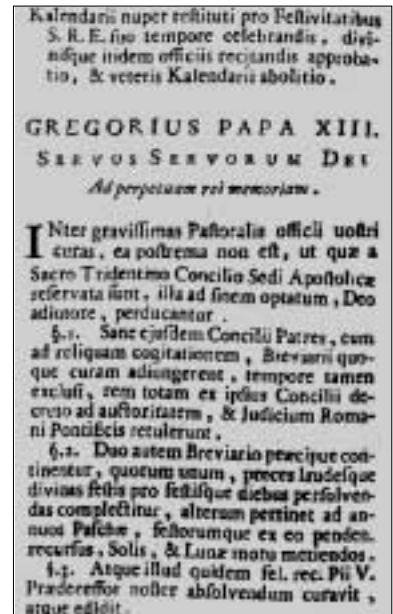 Kalendarii nuper reſtituti pro Feſtivitatibus
S. R. E. ſuo tempore celebrandis, divi-
niſque itidem officiis recitandis approba-
tio, & veteris Kalendarii abolitio.
GREGORIUS PAPA XIII.
SERVUS SERVORUM DEI
Ad perpetuam rei memoriam.
INter graviſſimas Paſtoralis officii noſtri
curas, ea poſtrema non eſt, ut quæ a
Sacro Tridentino Concilio Sedi Apoſtolicæ
reſervata ſunt, illa ad finem optatum, Deo
adiutore, perducantur.
§.1. Sane ejuſdem Concilii Patres, cum
ad reliquam cogitationem, Breviarii quo-
que curam adiungerent, tempore tamen
excluſi, rem totam ex ipſius Concilii de-
creto ad auctoritatem, & Judicium Roma-
ni Pontificis retulerunt.
§.2. Duo autem Breviario præcipue con-
tinentur, quorum unum, preces laudeſque
divinas feſtis pro feſtiſque diebus perſolven-
das complectitur, alterum pertinet ad an-
nuos Paſchæ, feſtorumque ex eo penden.
recurſus, Solis, & Lunæ motu metiendos.
§.3. Atque illud quidem fel. rec. Pii V.
Prædeceſſor noſter abſolvendum curavit,
atque edidit.